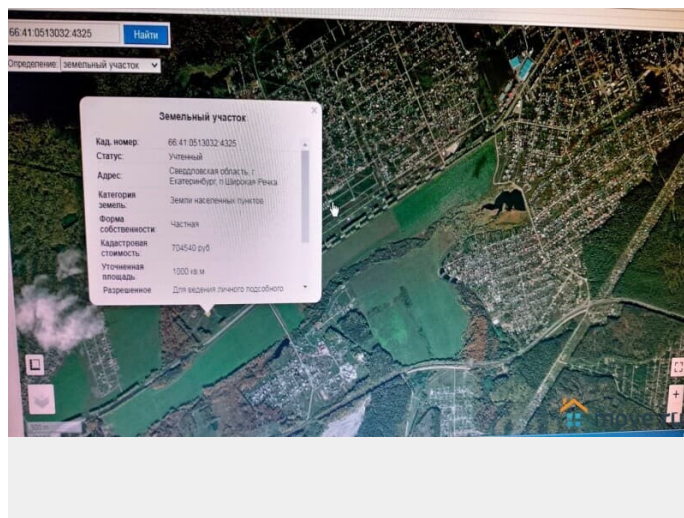 66:41:0513032:4325
Найти
Определение: земельный участок
Земельный участок
Кад. номер: 66:41:0513032:4325
Статус: Учтенный
Адрес: Свердловская область, г.
Екатеринбург, п Широкая Речка
Категория
земель: Земли населенных пунктов
Форма
собственности: Частная
Кадастровая
стоимость: 704540 руб
Уточненная
площадь: 1000 кв.м
Разрешенное Для ведения личного подсобного
move.ru